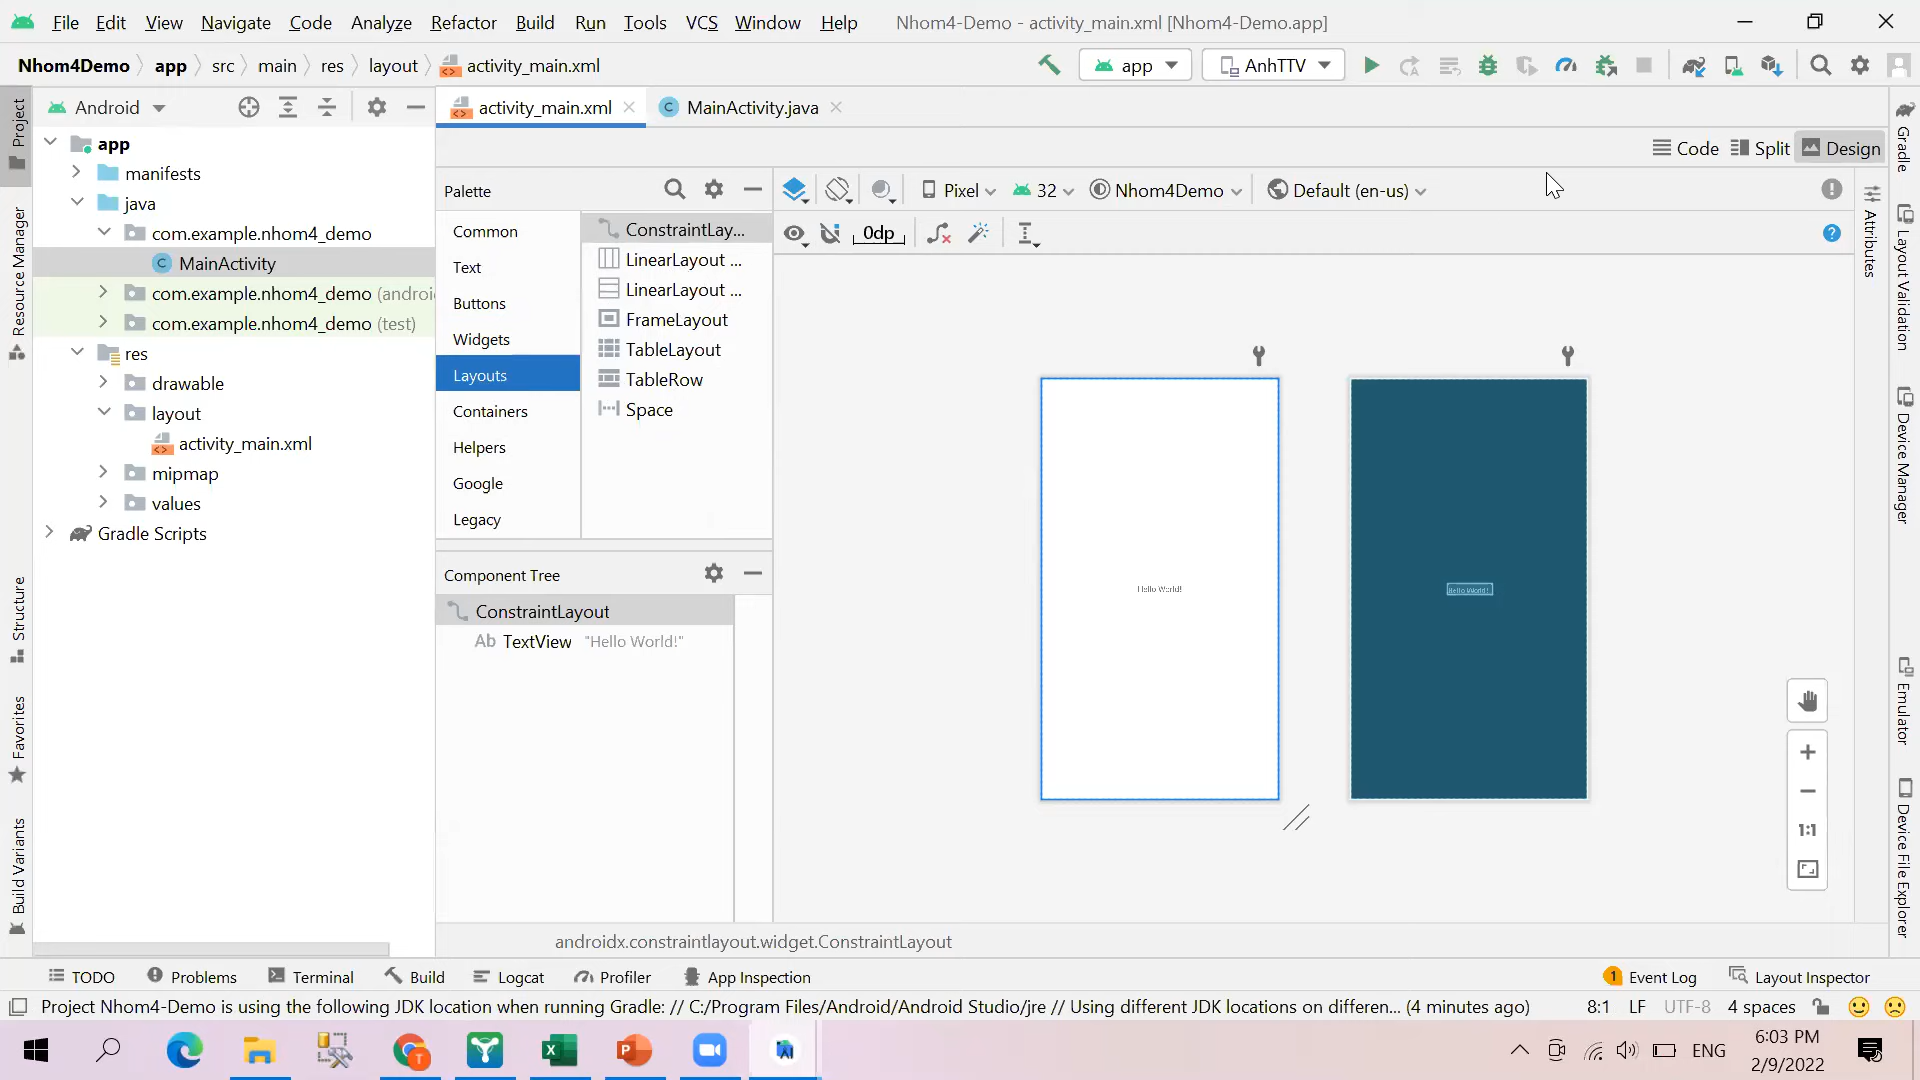 File Edit View Navigate Code Analyze Refactor Build Run Tools VCS Window Help Nhom4-Demo - activity_main.xml [Nhom4-Demo.app]
Nhom4Demo app src main res layout activity_main.xml app AnhTTV
Project
Android
activity_main.xml MainActivity.java
Code Split Design
app
manifests
java
com.example.nhom4_demo
MainActivity
com.example.nhom4_demo (androi
com.example.nhom4_demo (test)
res
drawable
layout
activity_main.xml
mipmap
values
Gradle Scripts
Resource Manager
Structure
Favorites
Build Variants
Palette
Common
Text
Buttons
Widgets
Layouts
Containers
Helpers
Google
Legacy
ConstraintLay...
LinearLayout ...
LinearLayout ...
FrameLayout
TableLayout
TableRow
Space
Component Tree
ConstraintLayout
Ab TextView "Hello World!"
Pixel 32 Nhom4Demo Default (en-us)
0dp
Hello World!
Hello World!
1:1
Attributes
Gradle
Layout Validation
Device Manager
Emulator
Device File Explorer
androidx.constraintlayout.widget.ConstraintLayout
TODO Problems Terminal Build Logcat Profiler App Inspection 1 Event Log Layout Inspector
Project Nhom4-Demo is using the following JDK location when running Gradle: // C:/Program Files/Android/Android Studio/jre // Using different JDK locations on differen... (4 minutes ago) 8:1 LF UTF-8 4 spaces
ENG
6:03 PM
2/9/2022